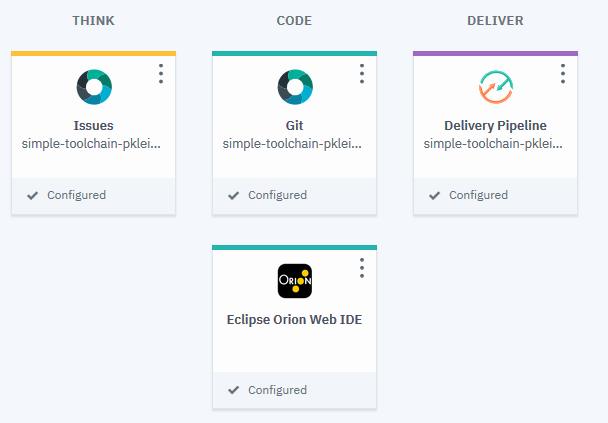 THINK
CODE
DELIVER
Issues
simple-toolchain-pklei...
Configured
Git
simple-toolchain-pklei...
Configured
Delivery Pipeline
simple-toolchain-pklei...
Configured
ORION
Eclipse Orion Web IDE
Configured